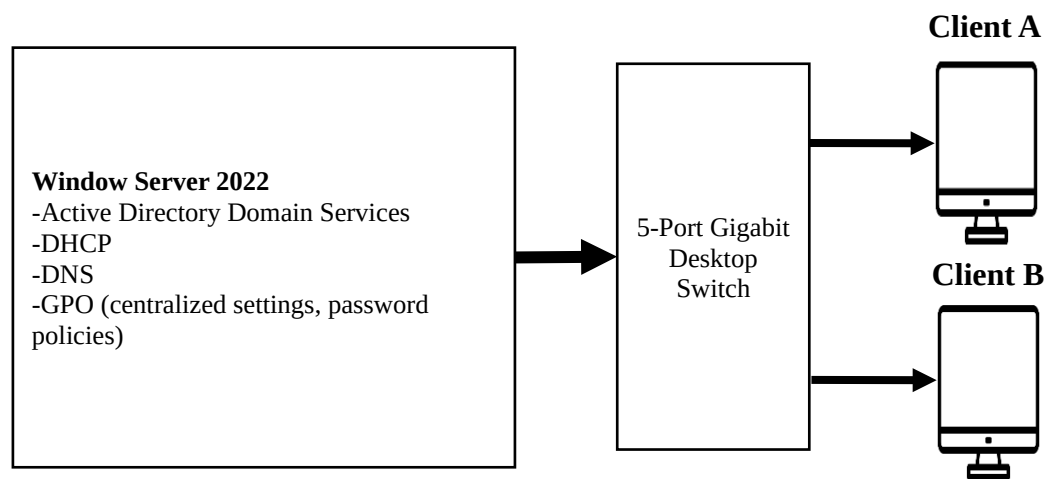 Window Server 2022
-Active Directory Domain Services
-DHCP
-DNS
-GPO (centralized settings, password
policies)
5-Port Gigabit
Desktop
Switch
Client A
Client B